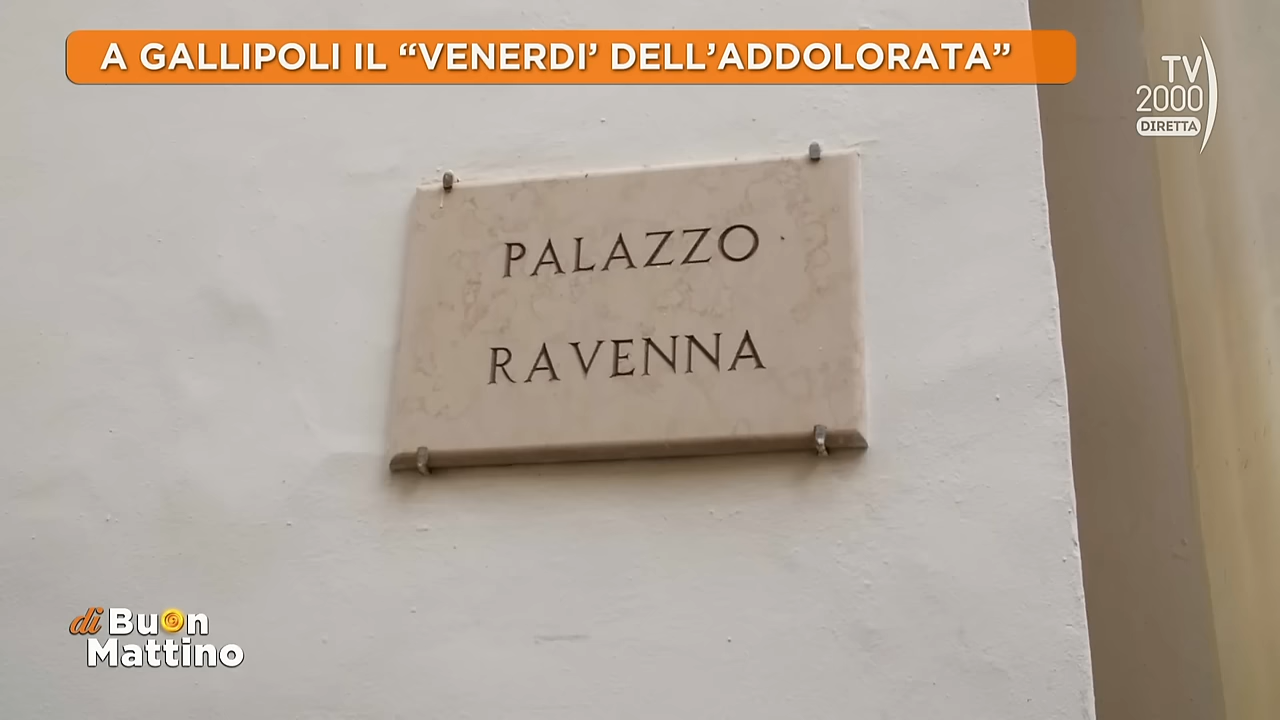 A GALLIPOLI IL “VENERDI’ DELL’ADDOLORATA”
TV
2000
DIRETTA
PALAZZO
RAVENNA
di Buon
Mattino